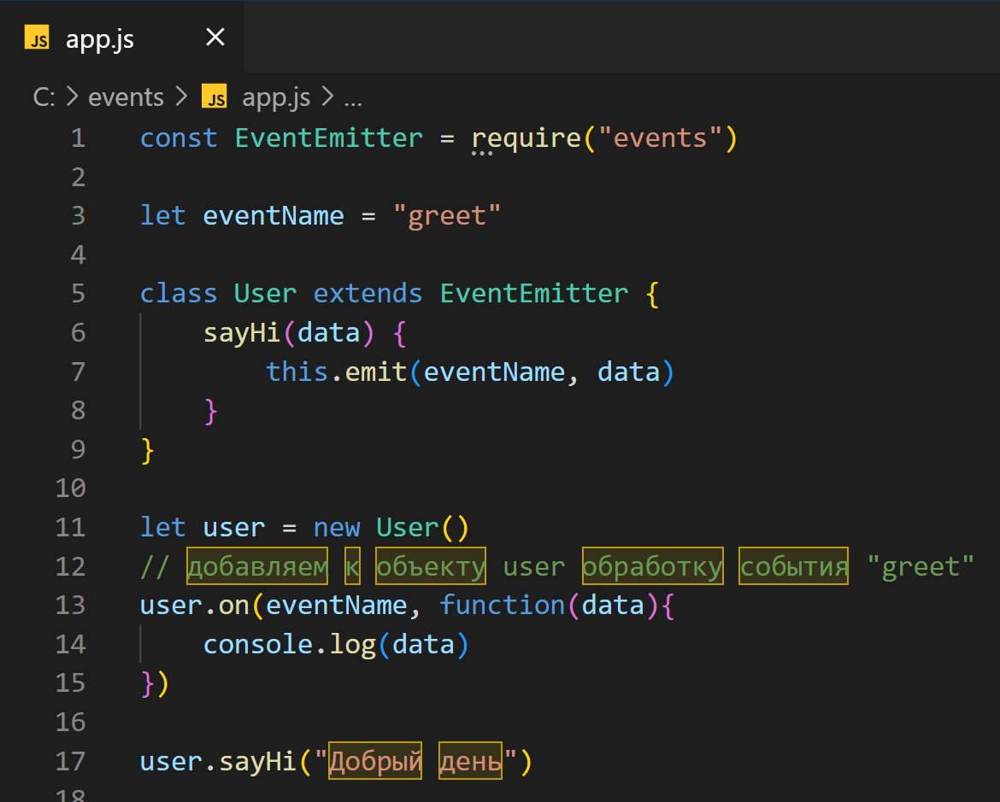 JS app.js
C: > events > JS app.js > ...
1 const EventEmitter = require("events")
2
3 let eventName = "greet"
4
5 class User extends EventEmitter {
6     sayHi(data) {
7         this.emit(eventName, data)
8     }
9 }
10
11 let user = new User()
12 // добавляем к объекту user обработку события "greet"
13 user.on(eventName, function(data){
14     console.log(data)
15 })
16
17 user.sayHi("Добрый день")
18